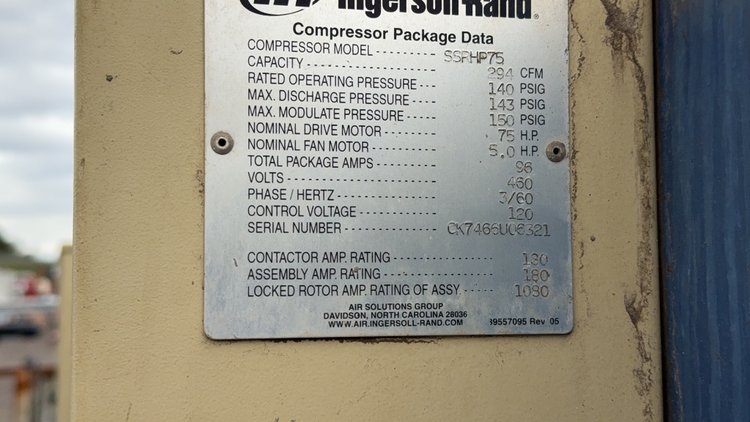 Ingersoll Rand
Compressor Package Data
COMPRESSOR MODEL SSRHP75
CAPACITY 294 CFM
RATED OPERATING PRESSURE 140 PSIG
MAX. DISCHARGE PRESSURE 143 PSIG
MAX. MODULATE PRESSURE 150 PSIG
NOMINAL DRIVE MOTOR 75 H.P.
NOMINAL FAN MOTOR 5.0 H.P.
TOTAL PACKAGE AMPS 96
VOLTS 460
PHASE / HERTZ 3/60
CONTROL VOLTAGE 120
SERIAL NUMBER CK7466U06321
CONTACTOR AMP. RATING 130
ASSEMBLY AMP. RATING 180
LOCKED ROTOR AMP. RATING OF ASSY. 1080
AIR SOLUTIONS GROUP
DAVIDSON, NORTH CAROLINA 28036
WWW.AIR.INGERSOLL-RAND.COM
39557095 Rev 05